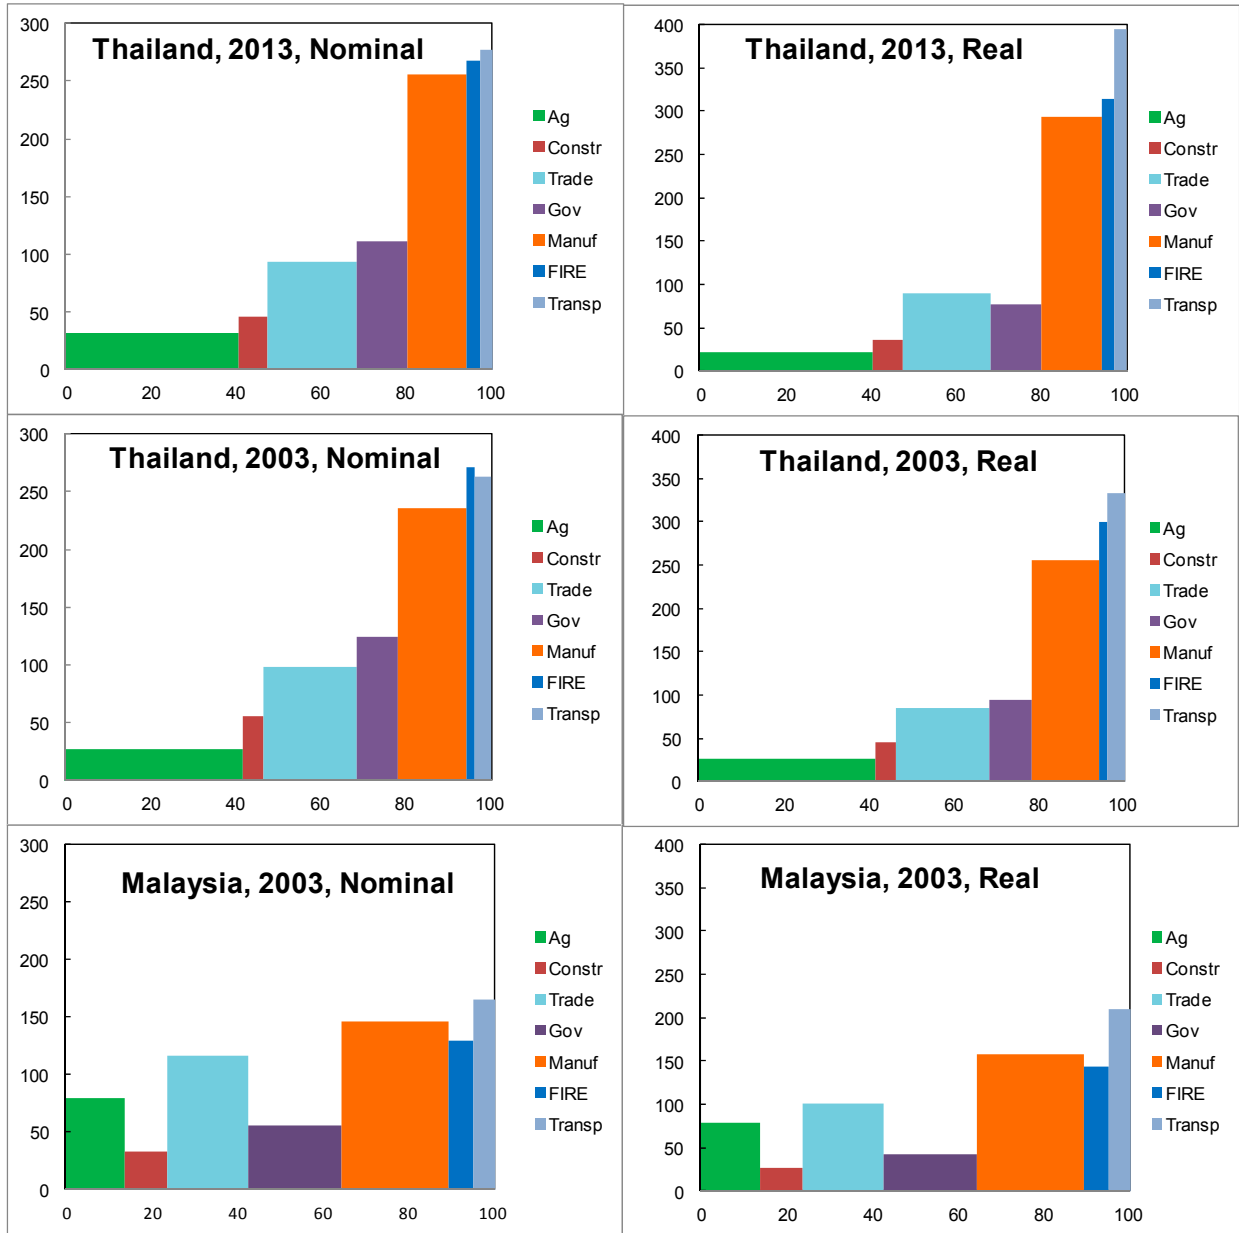 Thailand, 2013, Nominal
300
250
200
150
100
50
0
0 20 40 60 80 100
Ag
Constr
Trade
Gov
Manuf
FIRE
Transp
Thailand, 2013, Real
400
350
300
250
200
150
100
50
0
0 20 40 60 80 100
Ag
Constr
Trade
Gov
Manuf
FIRE
Transp
Thailand, 2003, Nominal
300
250
200
150
100
50
0
0 20 40 60 80 100
Ag
Constr
Trade
Gov
Manuf
FIRE
Transp
Thailand, 2003, Real
400
350
300
250
200
150
100
50
0
0 20 40 60 80 100
Ag
Constr
Trade
Gov
Manuf
FIRE
Transp
Malaysia, 2003, Nominal
300
250
200
150
100
50
0
0 20 40 60 80 100
Ag
Constr
Trade
Gov
Manuf
FIRE
Transp
Malaysia, 2003, Real
400
350
300
250
200
150
100
50
0
0 20 40 60 80 100
Ag
Constr
Trade
Gov
Manuf
FIRE
Transp